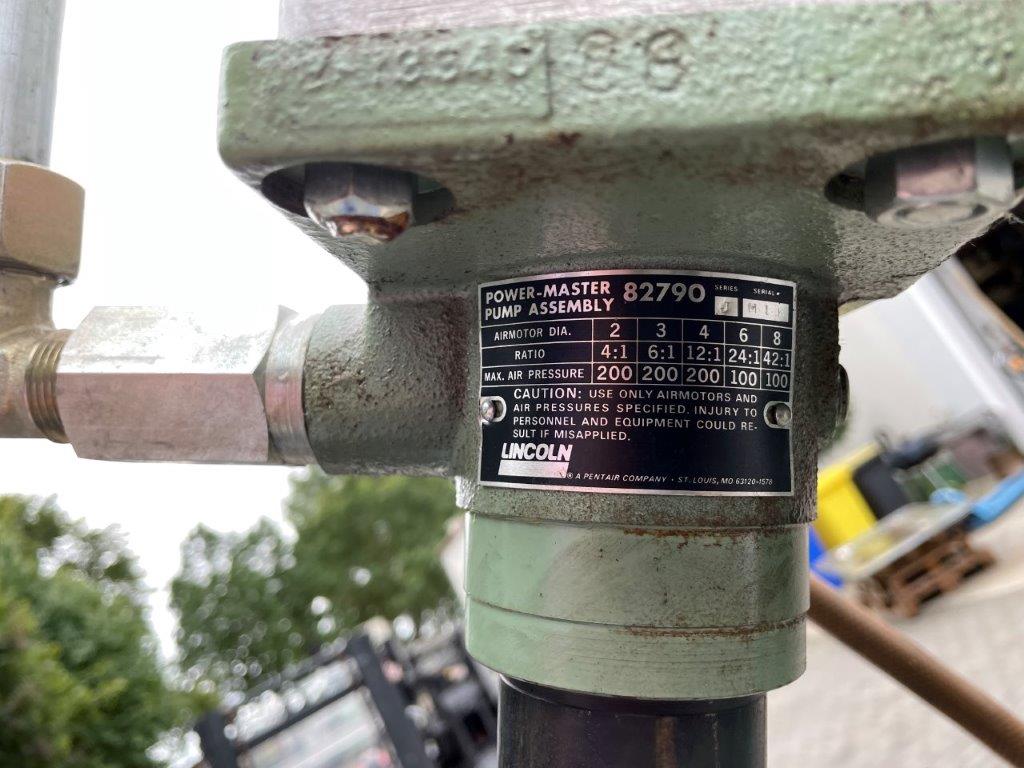 POWER-MASTER 82790 SERIES SERIAL #
PUMP ASSEMBLY J
AIRMOTOR DIA. 2 3 4 6 8
RATIO 4:1 6:1 12:1 24:1 42:1
MAX. AIR PRESSURE 200 200 200 100 100
CAUTION: USE ONLY AIRMOTORS AND
AIR PRESSURES SPECIFIED. INJURY TO
PERSONNEL AND EQUIPMENT COULD RE-
SULT IF MISAPPLIED.
LINCOLN
® A PENTAIR COMPANY · ST. LOUIS, MO 63120-1578